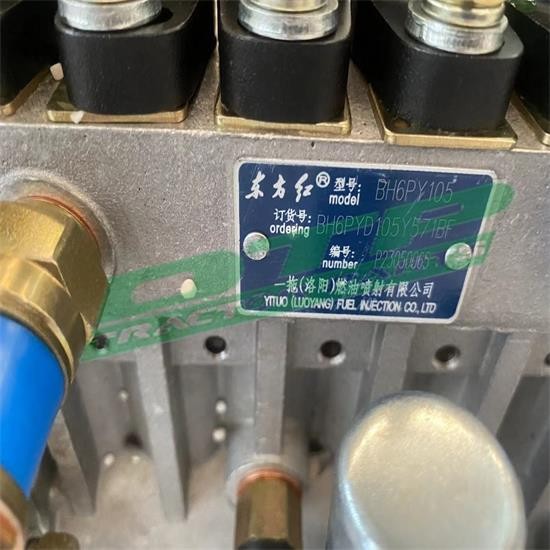 东方红®
型号: model BH6PY105
订货号: ordering BH6PYD105Y571BF
编号: number
一拖(洛阳)燃油喷射有限公司
YITUO (LUOYANG) FUEL INJECTION CO., LTD